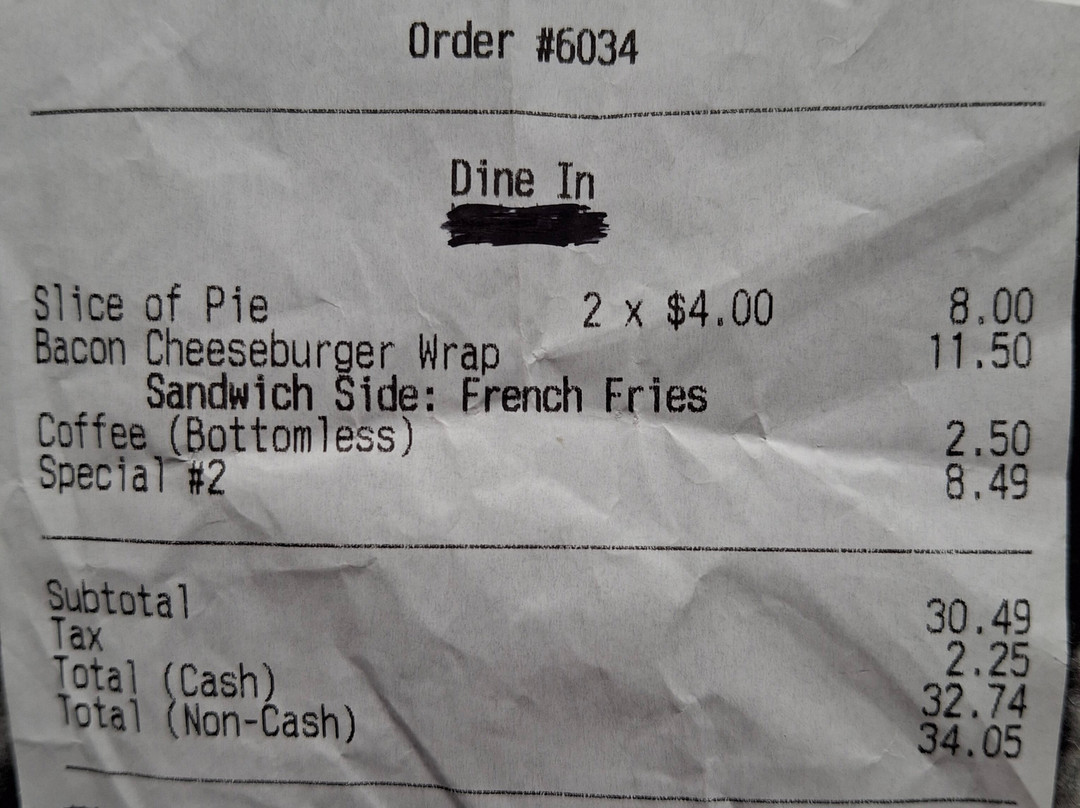 Order #6034
Dine In
Slice of Pie 2 x $4.00 8.00
Bacon Cheeseburger Wrap 11.50
Sandwich Side: French Fries
Coffee (Bottomless) 2.50
Special #2 8.49
Subtotal 30.49
Tax 2.25
Total (Cash) 32.74
Total (Non-Cash) 34.05